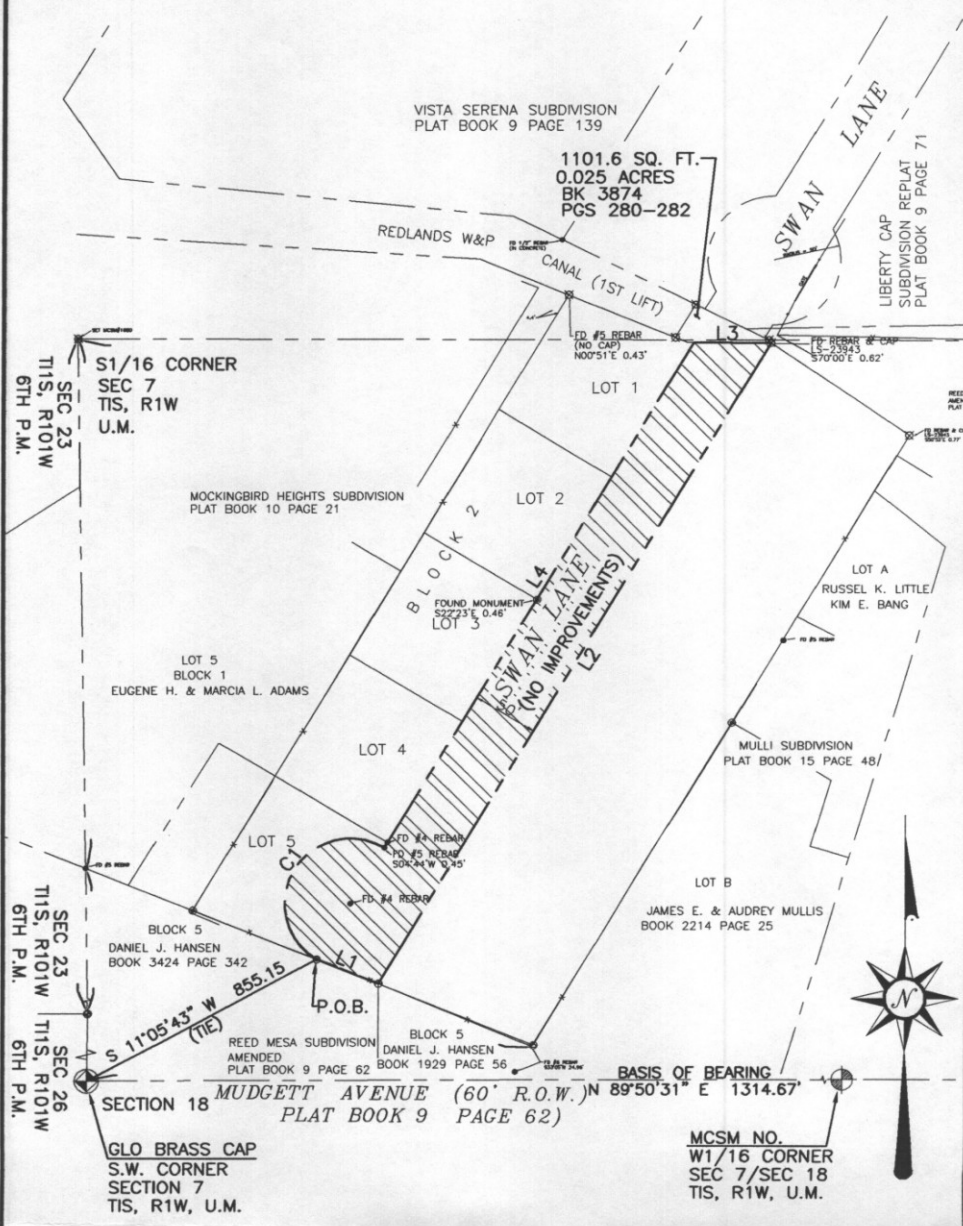 VISTA SERENA SUBDIVISION
PLAT BOOK 9 PAGE 139
1101.6 SQ. FT.
0.025 ACRES
BK 3874
PGS 280-282
SWAN LANE
LIBERTY CAP
SUBDIVISION REPLAT
PLAT BOOK 9 PAGE 71
REDLANDS W&P
CANAL (1ST LIFT)
FD #5 REBAR
(NO CAP)
N00°51'E 0.43'
L3
FD REBAR & CAP
LS-23943
S70°00'E 0.62'
S1/16 CORNER
SEC 7
T1S, R1W
U.M.
SEC 23
T11S, R101W
6TH P.M.
LOT 1
MOCKINGBIRD HEIGHTS SUBDIVISION
PLAT BOOK 10 PAGE 21
LOT 2
BLOCK 2
L4
FOUND MONUMENT
S22°23'E 0.46'
LOT 3
SWAN LANE
(NO IMPROVEMENTS)
L2
LOT A
RUSSEL K. LITTLE
KIM E. BANG
FD #5 REBAR
LOT 5
BLOCK 1
EUGENE H. & MARCIA L. ADAMS
LOT 4
MULLI SUBDIVISION
PLAT BOOK 15 PAGE 48
LOT 5
C1
FD #4 REBAR
FD #5 REBAR
S04°44'W 0.45'
FD #4 REBAR
FD #5 REBAR
LOT B
JAMES E. & AUDREY MULLIS
BOOK 2214 PAGE 25
BLOCK 5
DANIEL J. HANSEN
BOOK 3424 PAGE 342
L1
P.O.B.
SEC 23
T11S, R101W
6TH P.M.
S 11°05'43" W 855.15
(TIE)
REED MESA SUBDIVISION
AMENDED
PLAT BOOK 9 PAGE 62
BLOCK 5
DANIEL J. HANSEN
BOOK 1929 PAGE 56
N
SEC 26
T11S, R101W
6TH P.M.
BASIS OF BEARING
N 89°50'31" E 1314.67'
SECTION 18
MUDGETT AVENUE (60' R.O.W.)
PLAT BOOK 9 PAGE 62)
GLO BRASS CAP
S.W. CORNER
SECTION 7
T1S, R1W, U.M.
MCSM NO.
W1/16 CORNER
SEC 7/SEC 18
T1S, R1W, U.M.